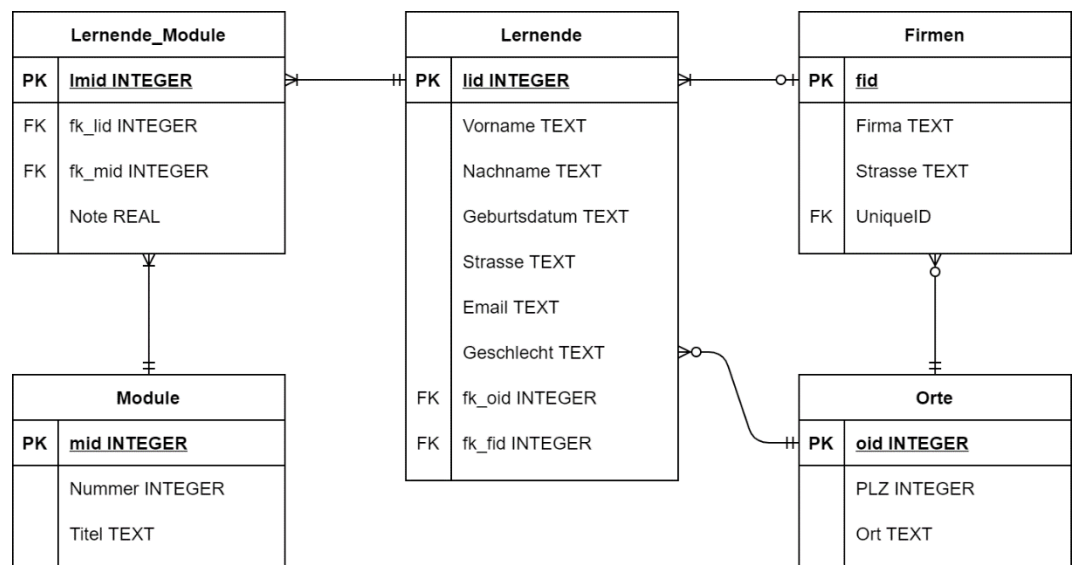 Lernende_Module
PK lmid INTEGER
FK fk_lid INTEGER
FK fk_mid INTEGER
Note REAL
Lernende
PK lid INTEGER
Vorname TEXT
Nachname TEXT
Geburtsdatum TEXT
Strasse TEXT
Email TEXT
Geschlecht TEXT
FK fk_oid INTEGER
FK fk_fid INTEGER
Firmen
PK fid
Firma TEXT
Strasse TEXT
FK UniqueID
Module
PK mid INTEGER
Nummer INTEGER
Titel TEXT
Orte
PK oid INTEGER
PLZ INTEGER
Ort TEXT